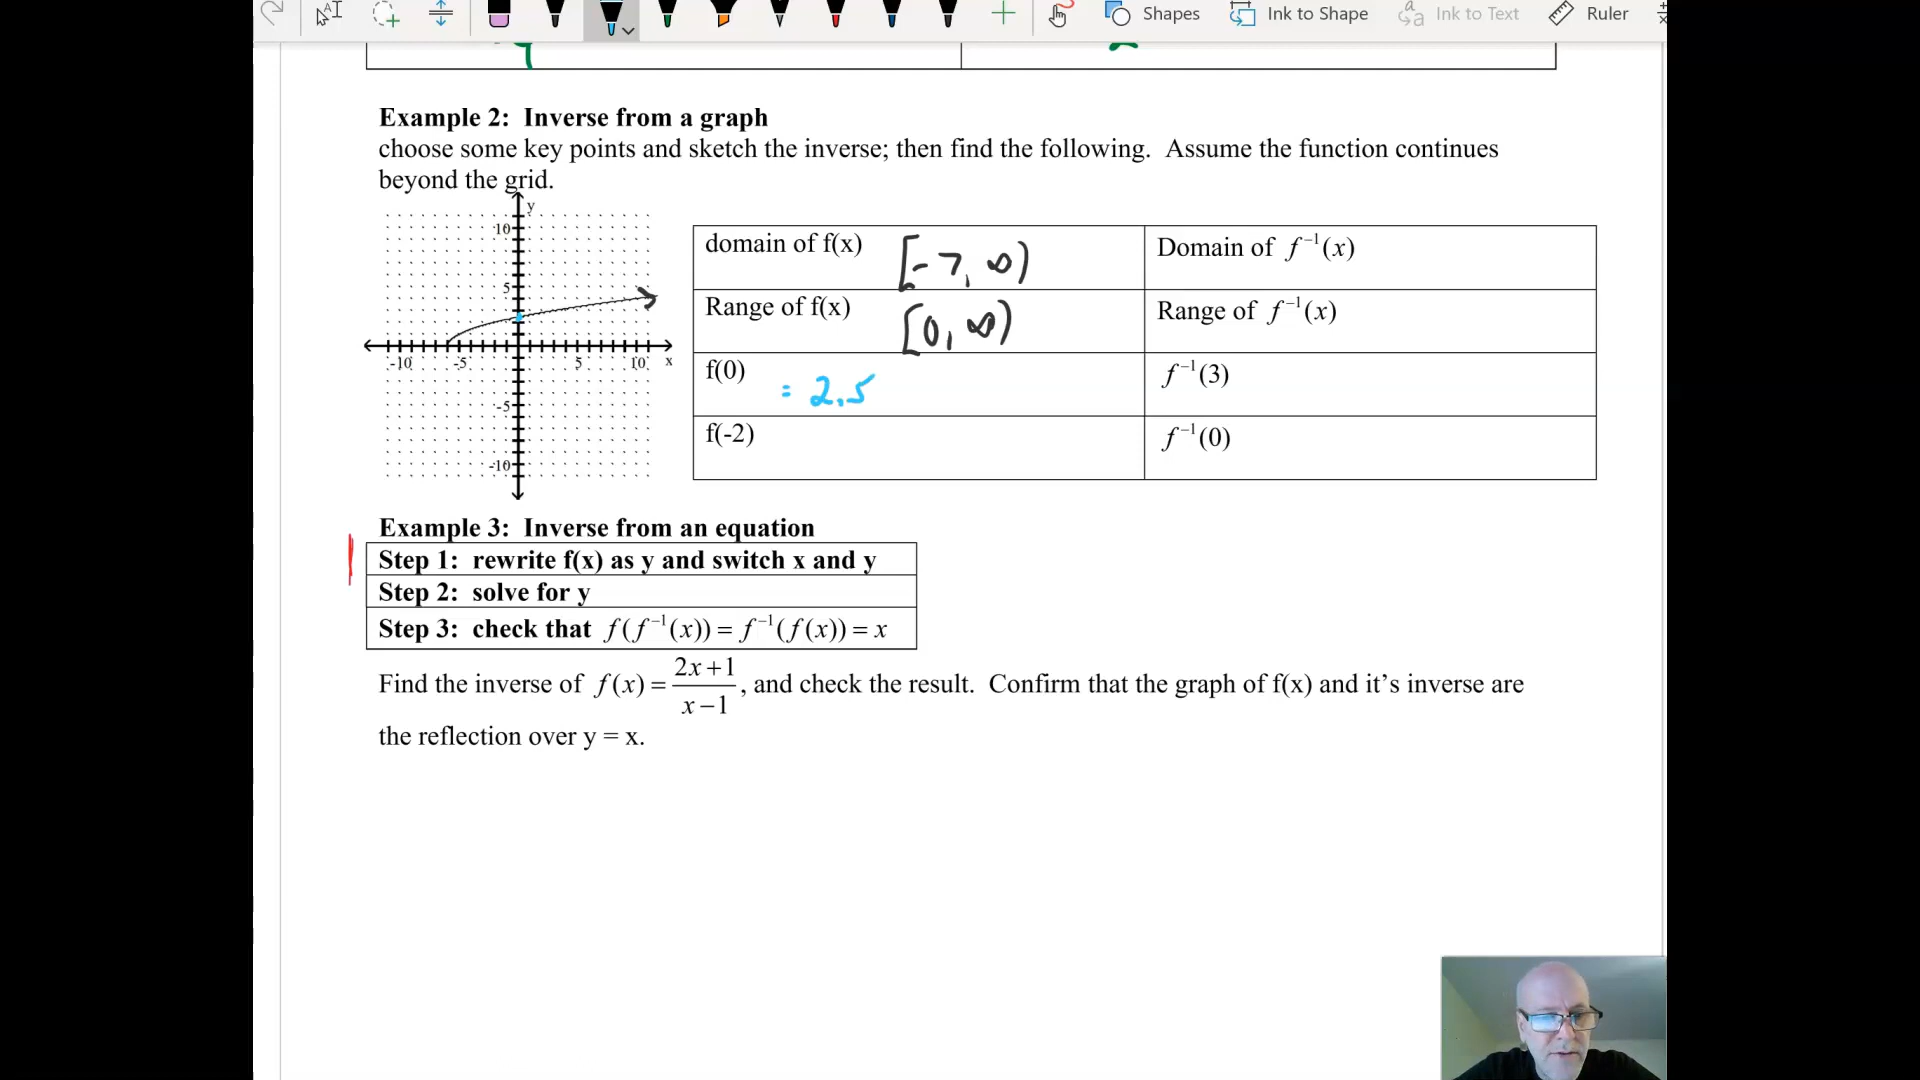 Shapes Ink to Shape Ink to Text Ruler
Example 2: Inverse from a graph
choose some key points and sketch the inverse; then find the following. Assume the function continues
beyond the grid.
y
10
5
-10 -5 5 10 x
-5
-10
domain of f(x) [-7, ∞) Domain of f⁻¹(x)
Range of f(x) [0, ∞) Range of f⁻¹(x)
f(0) = 2.5 f⁻¹(3)
f(-2) f⁻¹(0)
Example 3: Inverse from an equation
Step 1: rewrite f(x) as y and switch x and y
Step 2: solve for y
Step 3: check that f(f⁻¹(x)) = f⁻¹(f(x)) = x
Find the inverse of f(x) = (2x+1)/(x−1), and check the result. Confirm that the graph of f(x) and it's inverse are
the reflection over y = x.